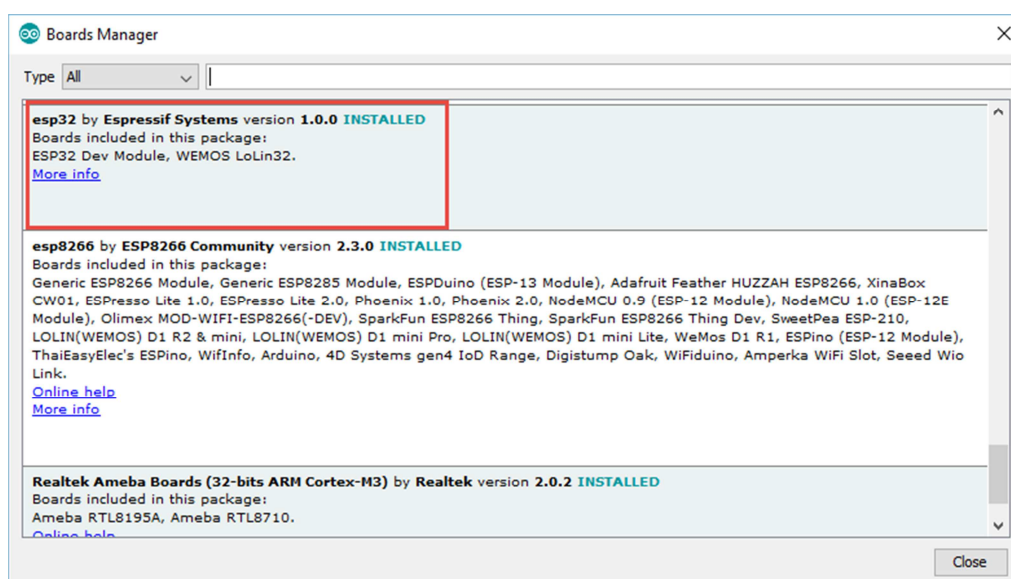 Boards Manager
Type All
esp32 by Espressif Systems version 1.0.0 INSTALLED
Boards included in this package:
ESP32 Dev Module, WEMOS LoLin32.
More info
esp8266 by ESP8266 Community version 2.3.0 INSTALLED
Boards included in this package:
Generic ESP8266 Module, Generic ESP8285 Module, ESPDuino (ESP-13 Module), Adafruit Feather HUZZAH ESP8266, XinaBox
CW01, ESPresso Lite 1.0, ESPresso Lite 2.0, Phoenix 1.0, Phoenix 2.0, NodeMCU 0.9 (ESP-12 Module), NodeMCU 1.0 (ESP-12E
Module), Olimex MOD-WIFI-ESP8266(-DEV), SparkFun ESP8266 Thing, SparkFun ESP8266 Thing Dev, SweetPea ESP-210,
LOLIN(WEMOS) D1 R2 & mini, LOLIN(WEMOS) D1 mini Pro, LOLIN(WEMOS) D1 mini Lite, WeMos D1 R1, ESPino (ESP-12 Module),
ThaiEasyElec's ESPino, WifInfo, Arduino, 4D Systems gen4 IoD Range, Digistump Oak, WiFiduino, Amperka WiFi Slot, Seeed Wio
Link.
Online help
More info
Realtek Ameba Boards (32-bits ARM Cortex-M3) by Realtek version 2.0.2 INSTALLED
Boards included in this package:
Ameba RTL8195A, Ameba RTL8710.
Online help
Close